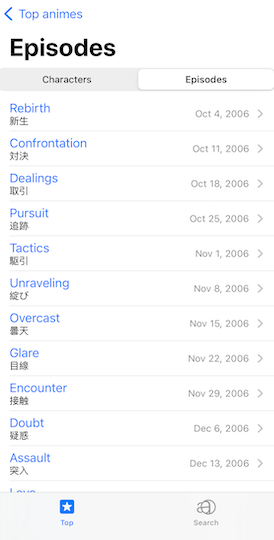 Top animes
Episodes
Characters
Episodes
Rebirth
新生
Oct 4, 2006
Confrontation
対決
Oct 11, 2006
Dealings
取引
Oct 18, 2006
Pursuit
追跡
Oct 25, 2006
Tactics
駆引
Nov 1, 2006
Unraveling
綻び
Nov 8, 2006
Overcast
曇天
Nov 15, 2006
Glare
目線
Nov 22, 2006
Encounter
接触
Nov 29, 2006
Doubt
疑惑
Dec 6, 2006
Assault
突入
Dec 13, 2006
Top
Search